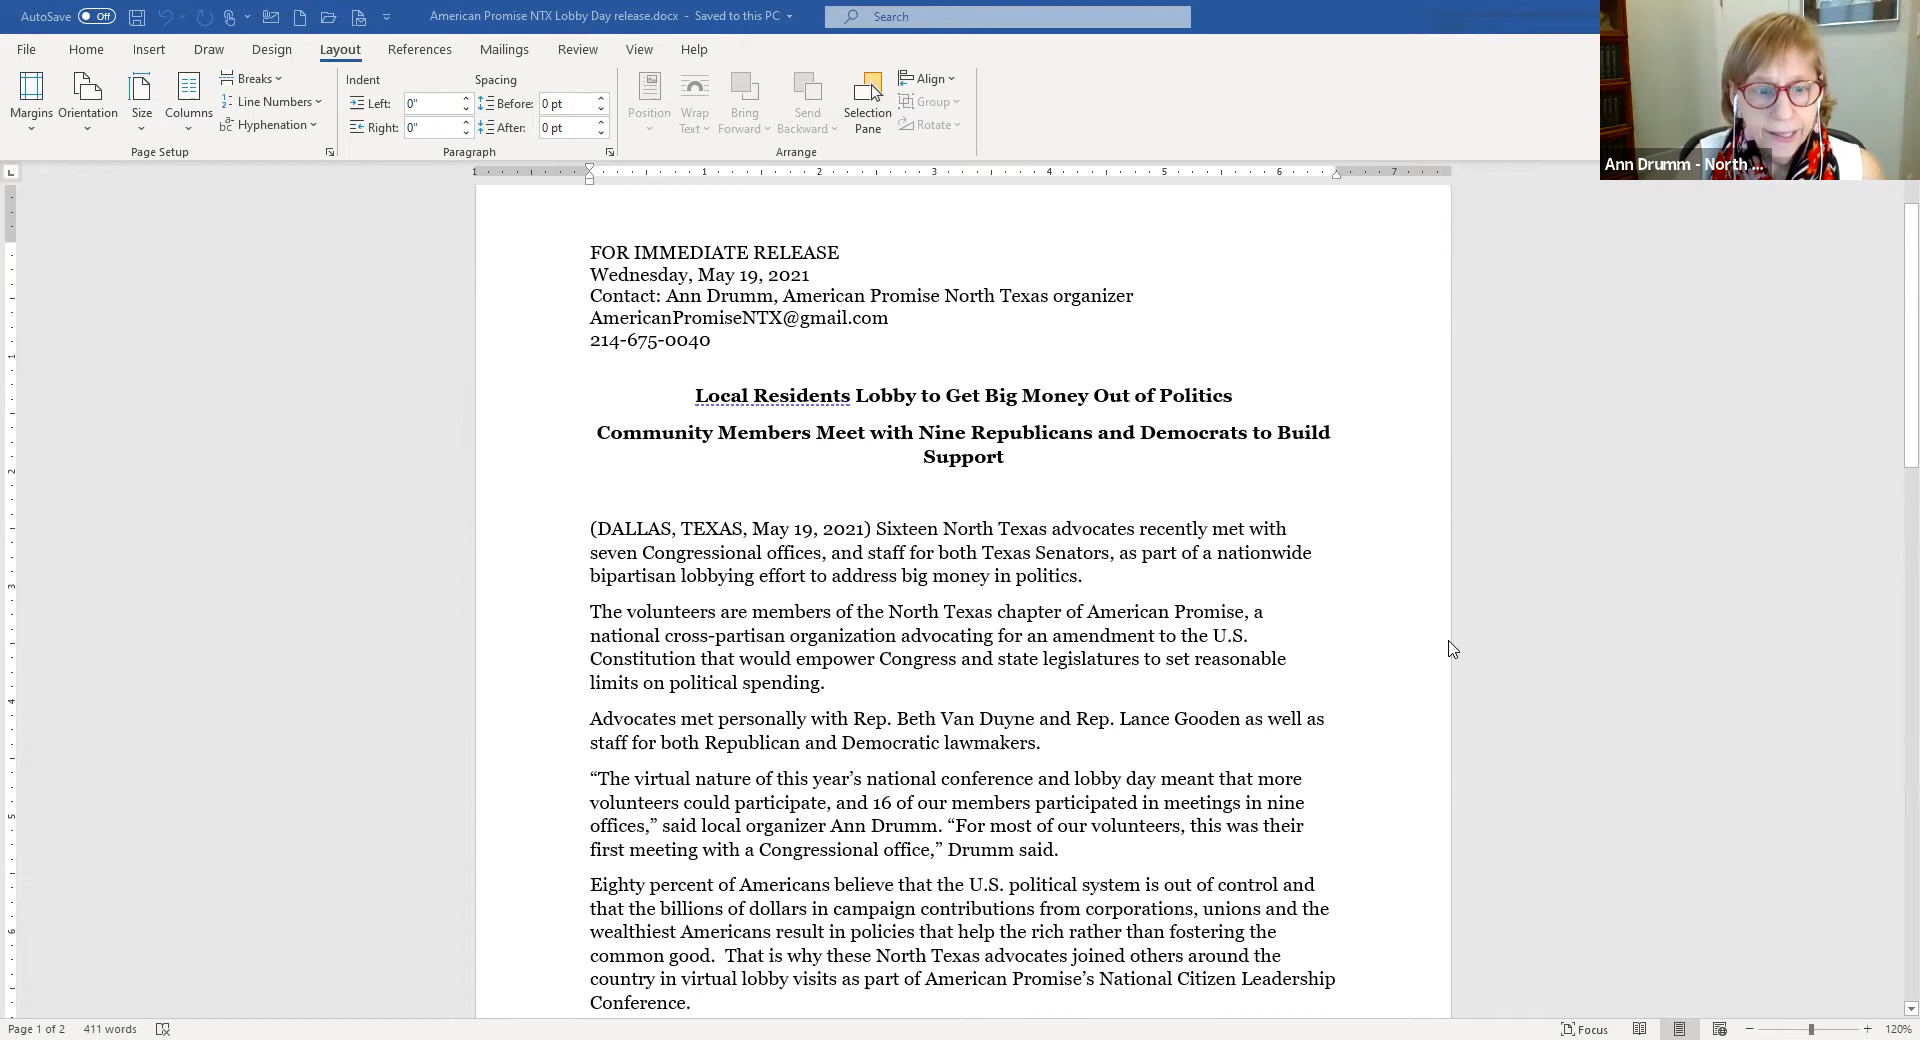 AutoSave Off American Promise NTX Lobby Day release.docx - Saved to this PC Search
File Home Insert Draw Design Layout References Mailings Review View Help
Margins Orientation Size Columns Breaks Line Numbers Hyphenation
Page Setup
Indent Spacing
Left: 0" Before: 0 pt
Right: 0" After: 0 pt
Paragraph
Position Wrap Text Bring Forward Send Backward Selection Pane Align Group Rotate
Arrange
Ann Drumm - North ...
1 1 2 3 4 5 6 7
FOR IMMEDIATE RELEASE
Wednesday, May 19, 2021
Contact: Ann Drumm, American Promise North Texas organizer
AmericanPromiseNTX@gmail.com
214-675-0040
Local Residents Lobby to Get Big Money Out of Politics
Community Members Meet with Nine Republicans and Democrats to Build
Support
(DALLAS, TEXAS, May 19, 2021) Sixteen North Texas advocates recently met with
seven Congressional offices, and staff for both Texas Senators, as part of a nationwide
bipartisan lobbying effort to address big money in politics.
The volunteers are members of the North Texas chapter of American Promise, a
national cross-partisan organization advocating for an amendment to the U.S.
Constitution that would empower Congress and state legislatures to set reasonable
limits on political spending.
Advocates met personally with Rep. Beth Van Duyne and Rep. Lance Gooden as well as
staff for both Republican and Democratic lawmakers.
“The virtual nature of this year’s national conference and lobby day meant that more
volunteers could participate, and 16 of our members participated in meetings in nine
offices,” said local organizer Ann Drumm. “For most of our volunteers, this was their
first meeting with a Congressional office,” Drumm said.
Eighty percent of Americans believe that the U.S. political system is out of control and
that the billions of dollars in campaign contributions from corporations, unions and the
wealthiest Americans result in policies that help the rich rather than fostering the
common good.  That is why these North Texas advocates joined others around the
country in virtual lobby visits as part of American Promise’s National Citizen Leadership
Conference.
1
2
3
4
5
6
Page 1 of 2 411 words Focus 120%